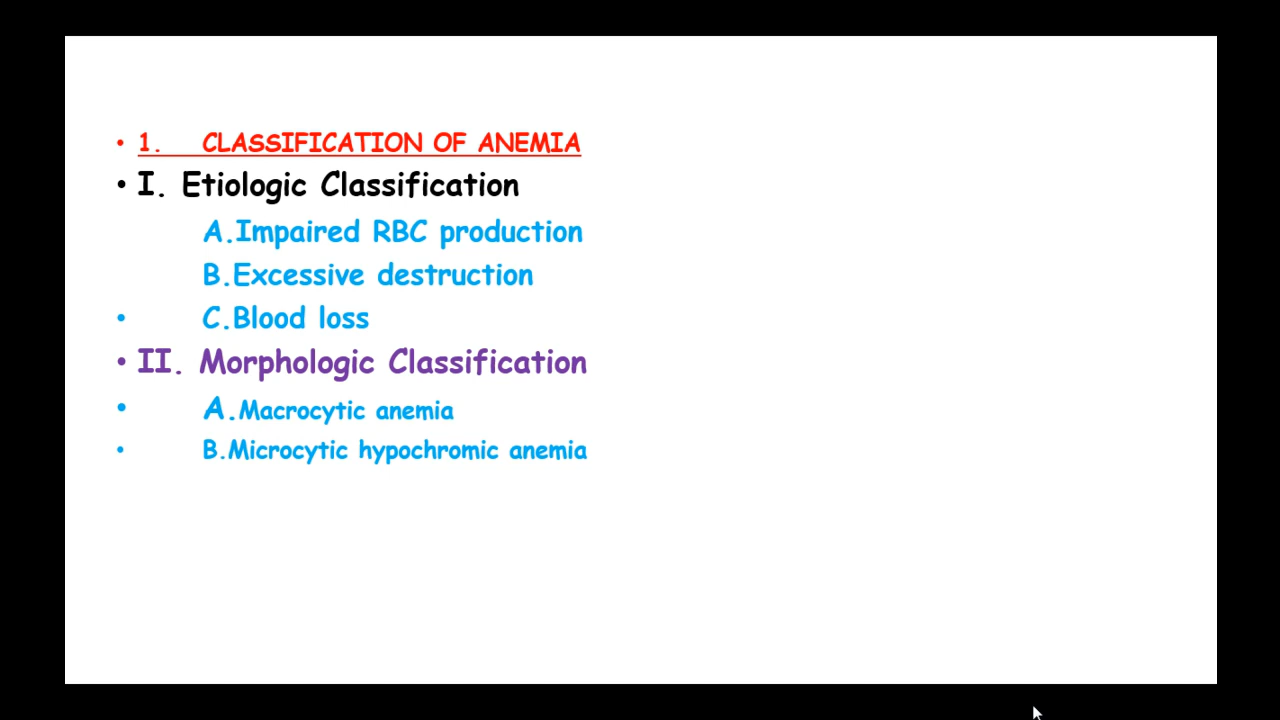 • 1. CLASSIFICATION OF ANEMIA
• I. Etiologic Classification
A.Impaired RBC production
B.Excessive destruction
• C.Blood loss
• II. Morphologic Classification
• A.Macrocytic anemia
• B.Microcytic hypochromic anemia